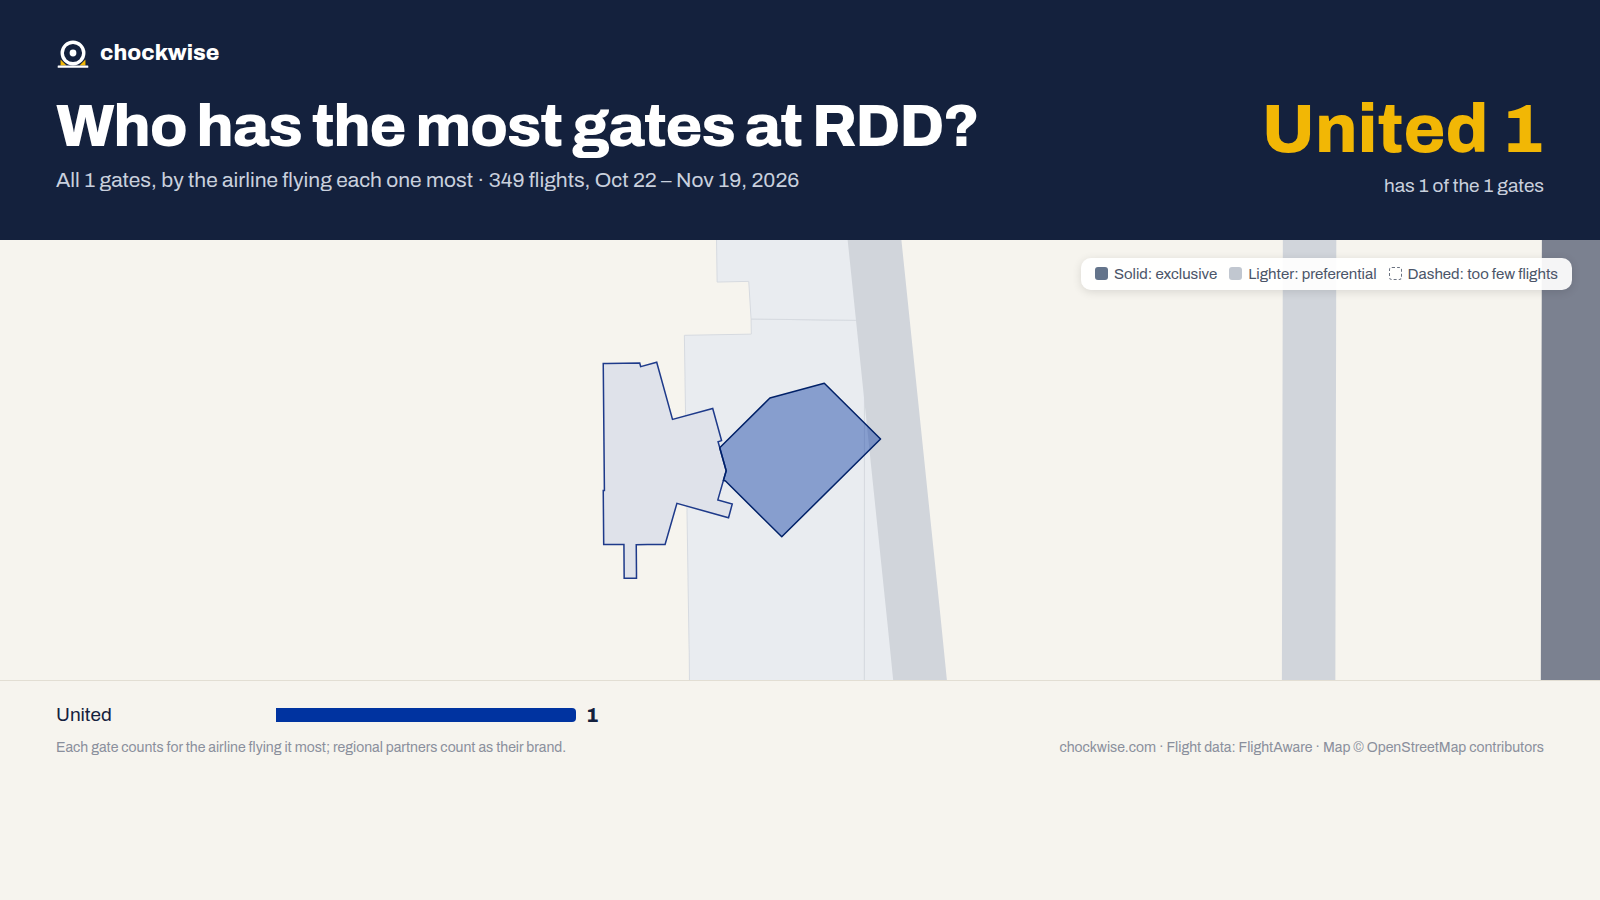 chockwise
Who has the most gates at RDD?
All 1 gates, by the airline flying each one most · 349 flights, Oct 22 – Nov 19, 2026
United 1
has 1 of the 1 gates
Solid: exclusive
Lighter: preferential
Dashed: too few flights
United
1
Each gate counts for the airline flying it most; regional partners count as their brand.
chockwise.com · Flight data: FlightAware · Map © OpenStreetMap contributors